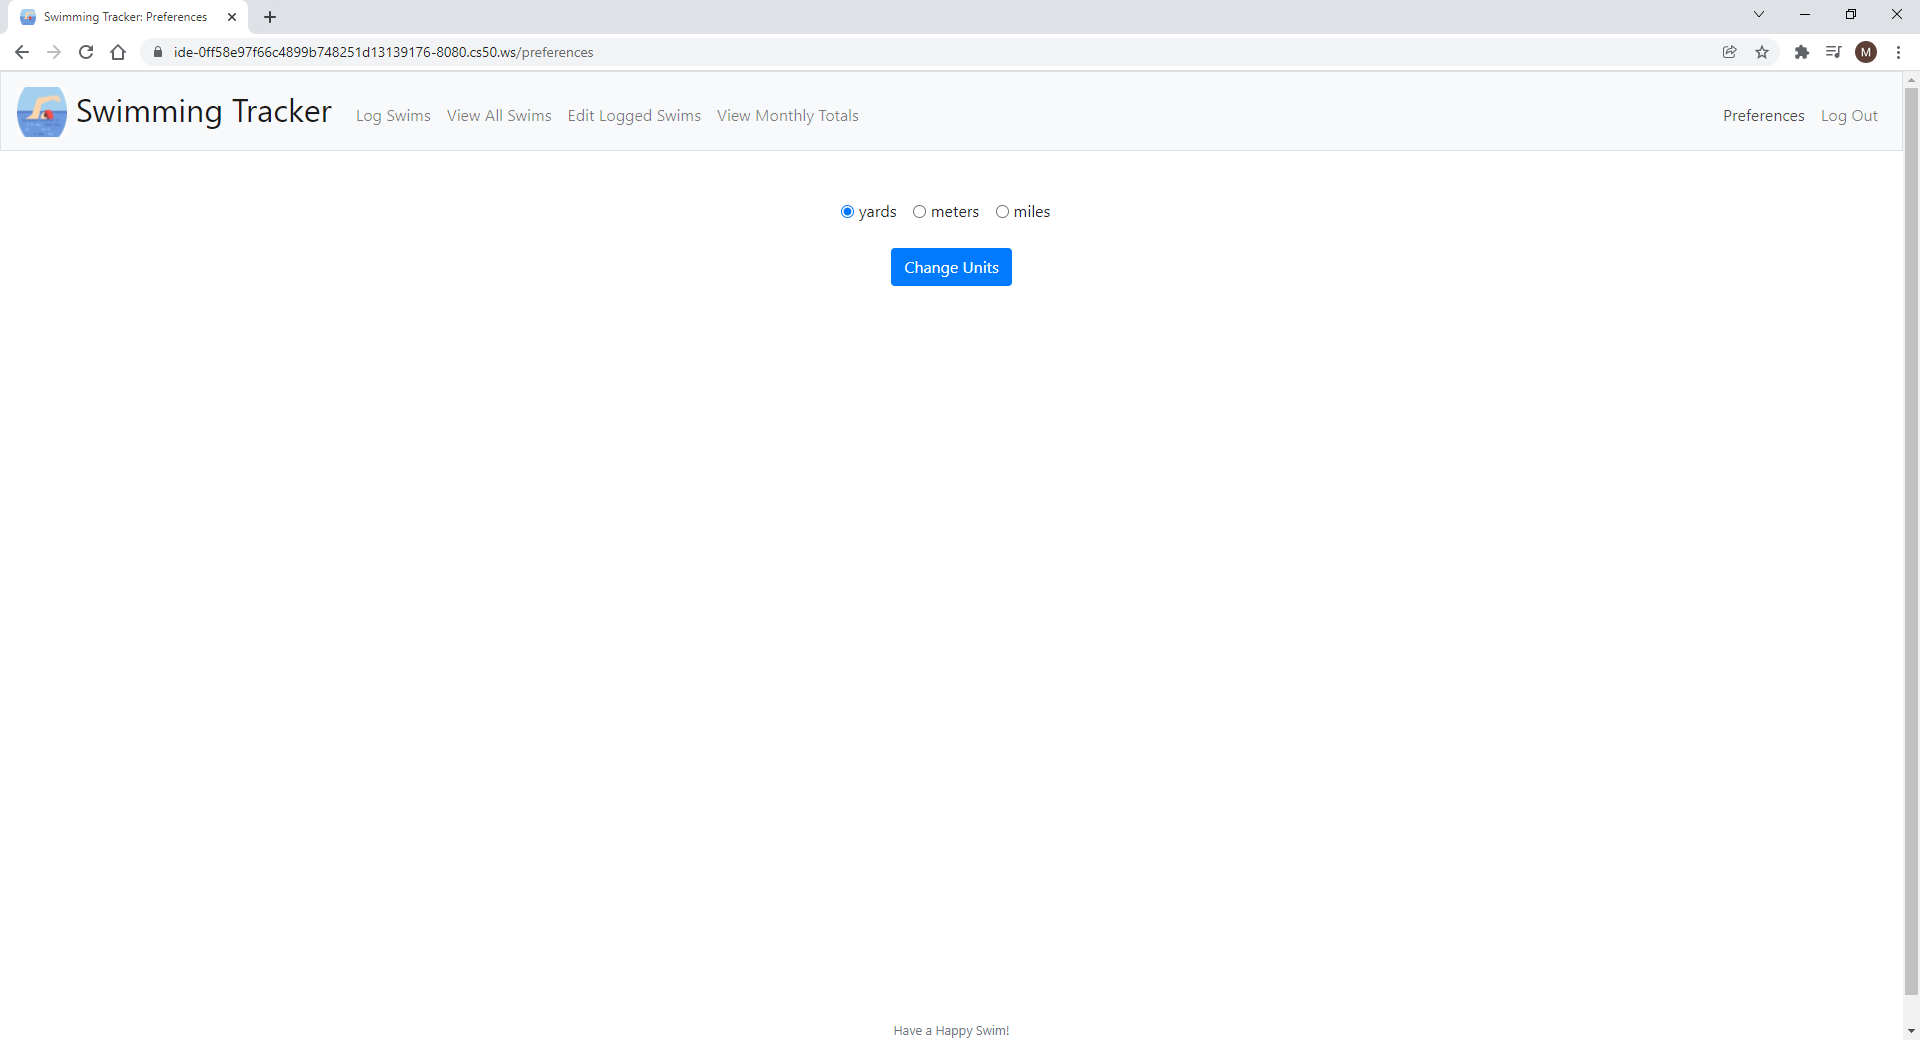 Swimming Tracker: Preferences
ide-0ff58e97f66c4899b748251d13139176-8080.cs50.ws/preferences
M
Swimming Tracker Log Swims View All Swims Edit Logged Swims View Monthly Totals Preferences Log Out
yards meters miles
Change Units
Have a Happy Swim!